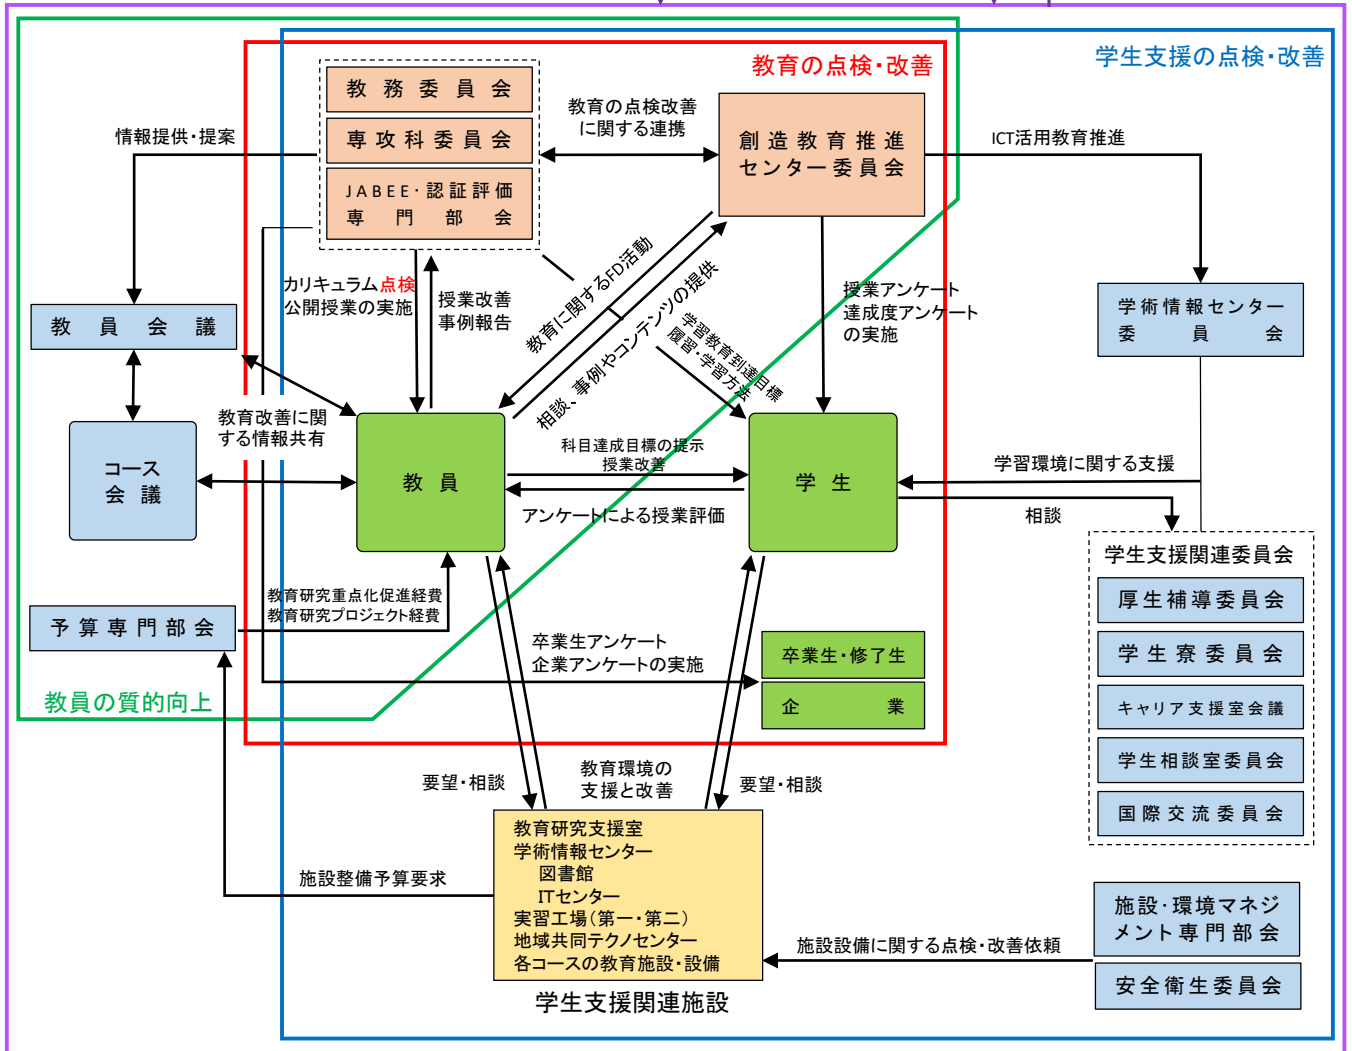 教育の点検・改善
学生支援の点検・改善
教務委員会
専攻科委員会
JABEE・認証評価
専門部会
教育の点検改善
に関する連携
創造教育推進
センター委員会
情報提供・提案
ICT活用教育推進
カリキュラム点検
公開授業の実施
授業改善
事例報告
教育に関するFD活動
相談、事例やコンテンツの提供
学習教育到達目標
履習・学習方法
授業アンケート
達成度アンケート
の実施
教員会議
学術情報センター
委員会
教育改善に関
する情報共有
コース
会議
教員
科目達成目標の提示
授業改善
アンケートによる授業評価
学生
学習環境に関する支援
相談
学生支援関連委員会
厚生補導委員会
学生寮委員会
キャリア支援室会議
学生相談室委員会
国際交流委員会
教育研究重点化促進経費
教育研究プロジェクト経費
予算専門部会
卒業生アンケート
企業アンケートの実施
卒業生・修了生
企業
教員の質的向上
要望・相談
教育環境の
支援と改善
要望・相談
教育研究支援室
学術情報センター
図書館
ITセンター
実習工場(第一・第二)
地域共同テクノセンター
各コースの教育施設・設備
学生支援関連施設
施設整備予算要求
施設設備に関する点検・改善依頼
施設・環境マネジ
メント専門部会
安全衛生委員会